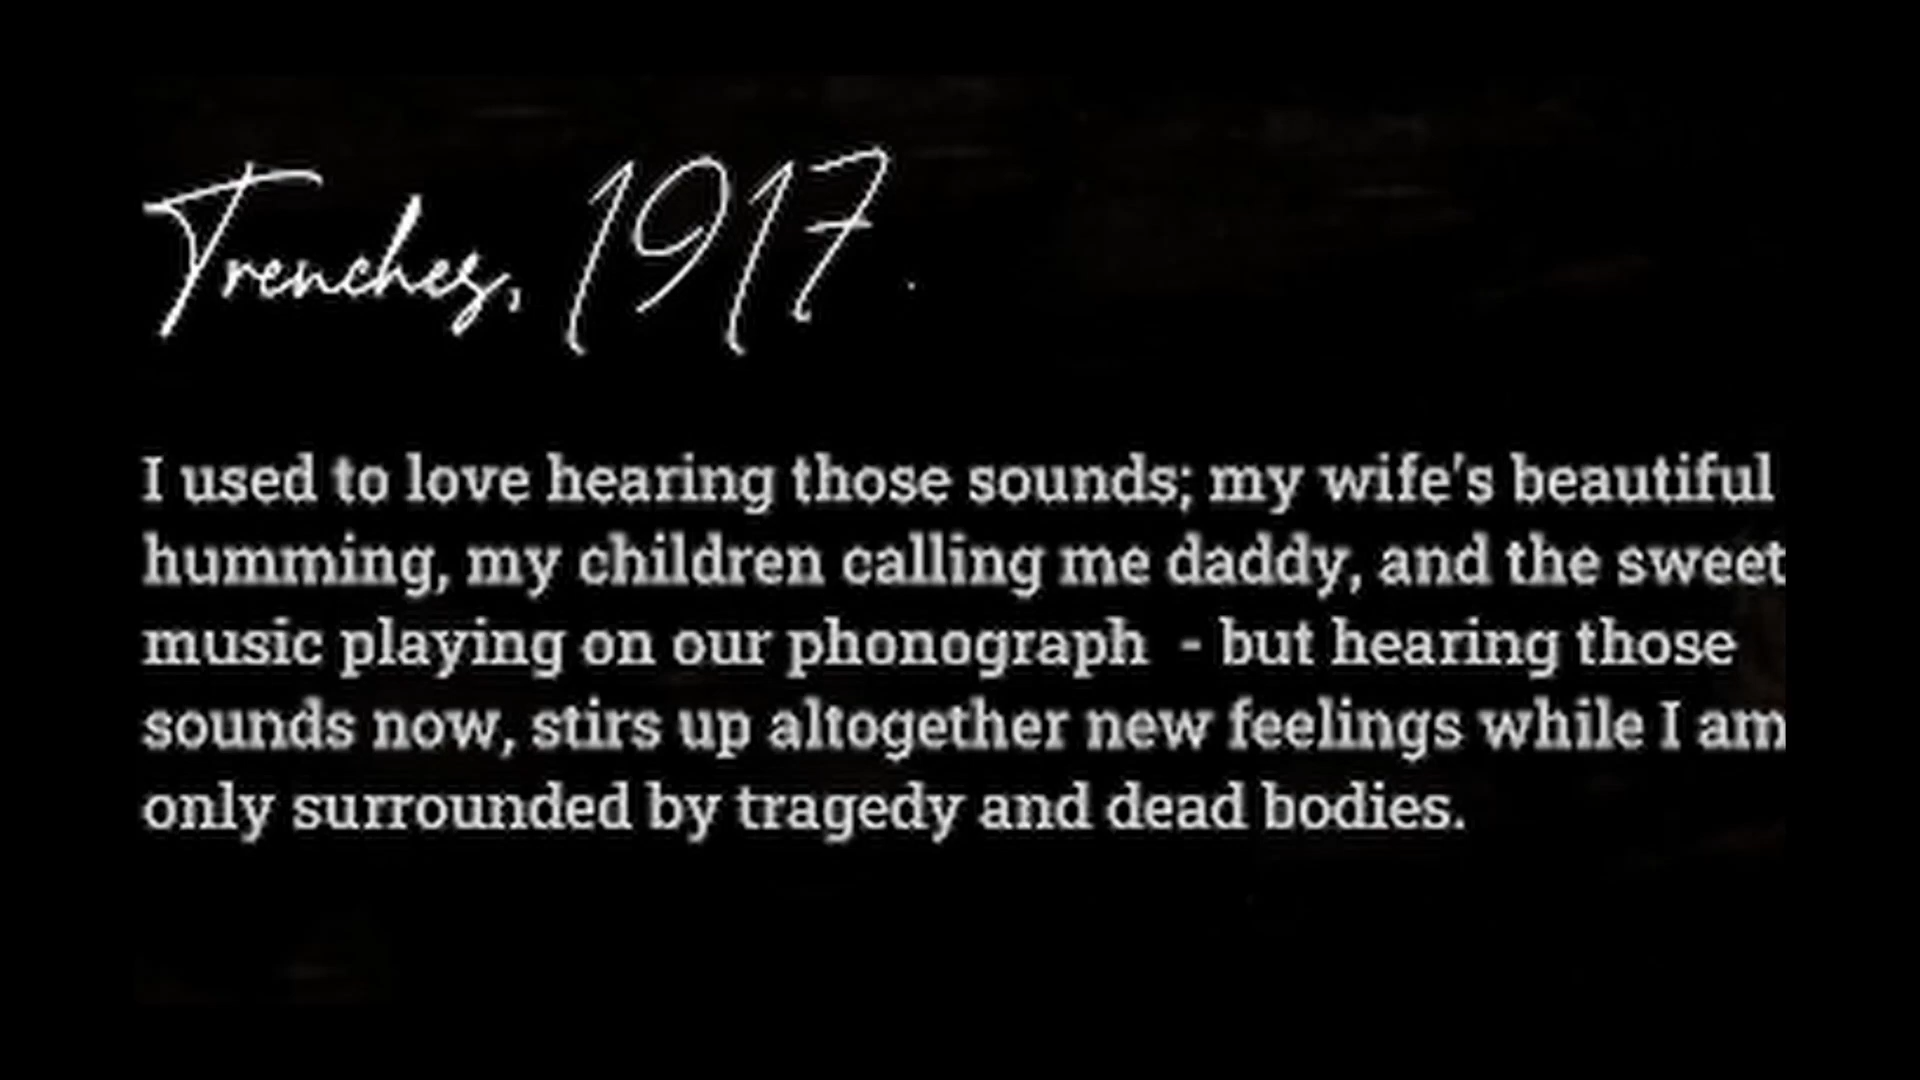 Trenches, 1917.
I used to love hearing those sounds; my wife's beautiful
humming, my children calling me daddy, and the sweet
music playing on our phonograph - but hearing those
sounds now, stirs up altogether new feelings while I am
only surrounded by tragedy and dead bodies.